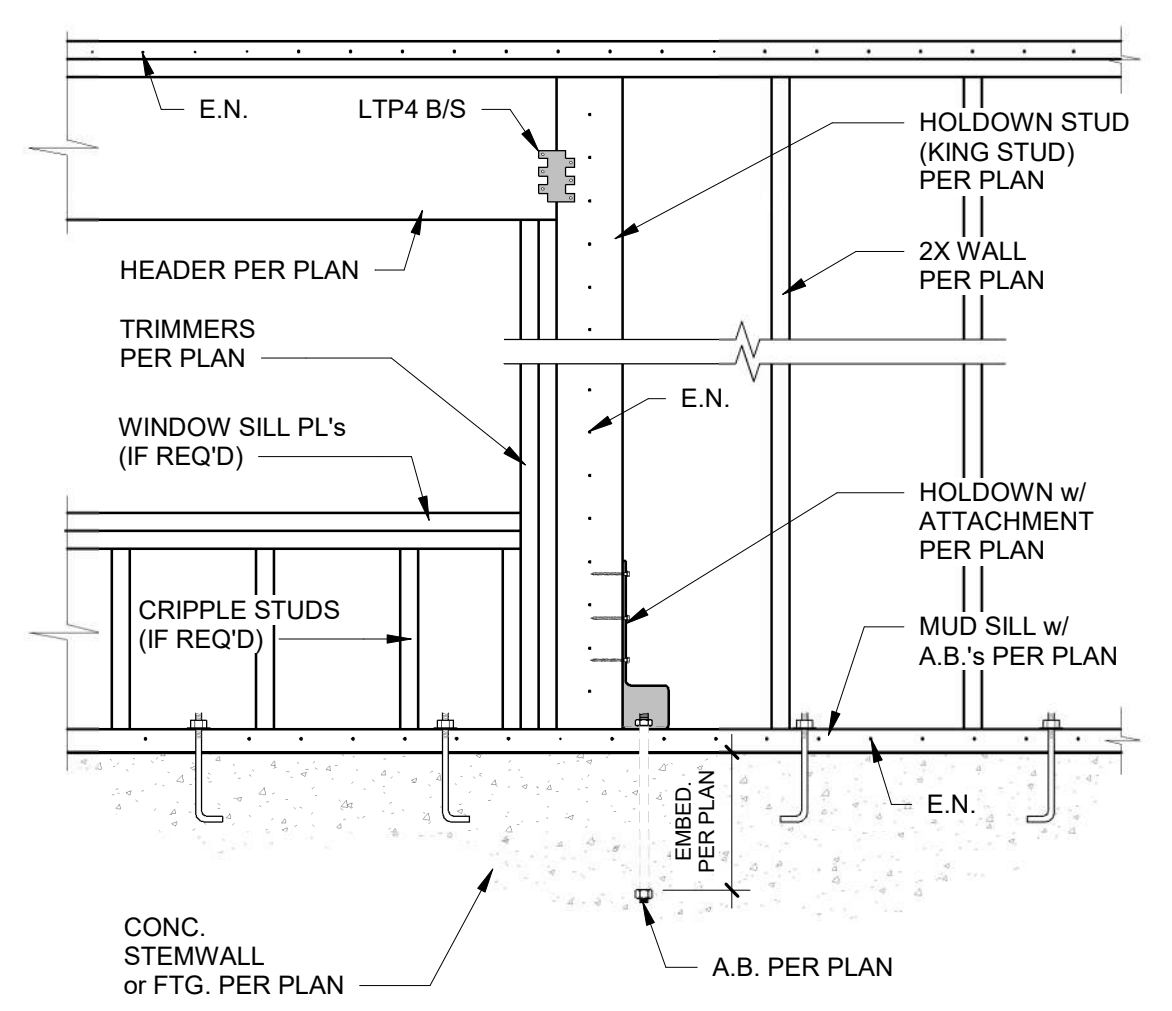 E.N.
LTP4 B/S
HOLDOWN STUD
(KING STUD)
PER PLAN
HEADER PER PLAN
2X WALL
PER PLAN
TRIMMERS
PER PLAN
E.N.
WINDOW SILL PL's
(IF REQ'D)
HOLDOWN w/
ATTACHMENT
PER PLAN
CRIPPLE STUDS
(IF REQ'D)
MUD SILL w/
A.B.'s PER PLAN
EMBED.
PER PLAN
E.N.
CONC.
STEMWALL
or FTG. PER PLAN
A.B. PER PLAN